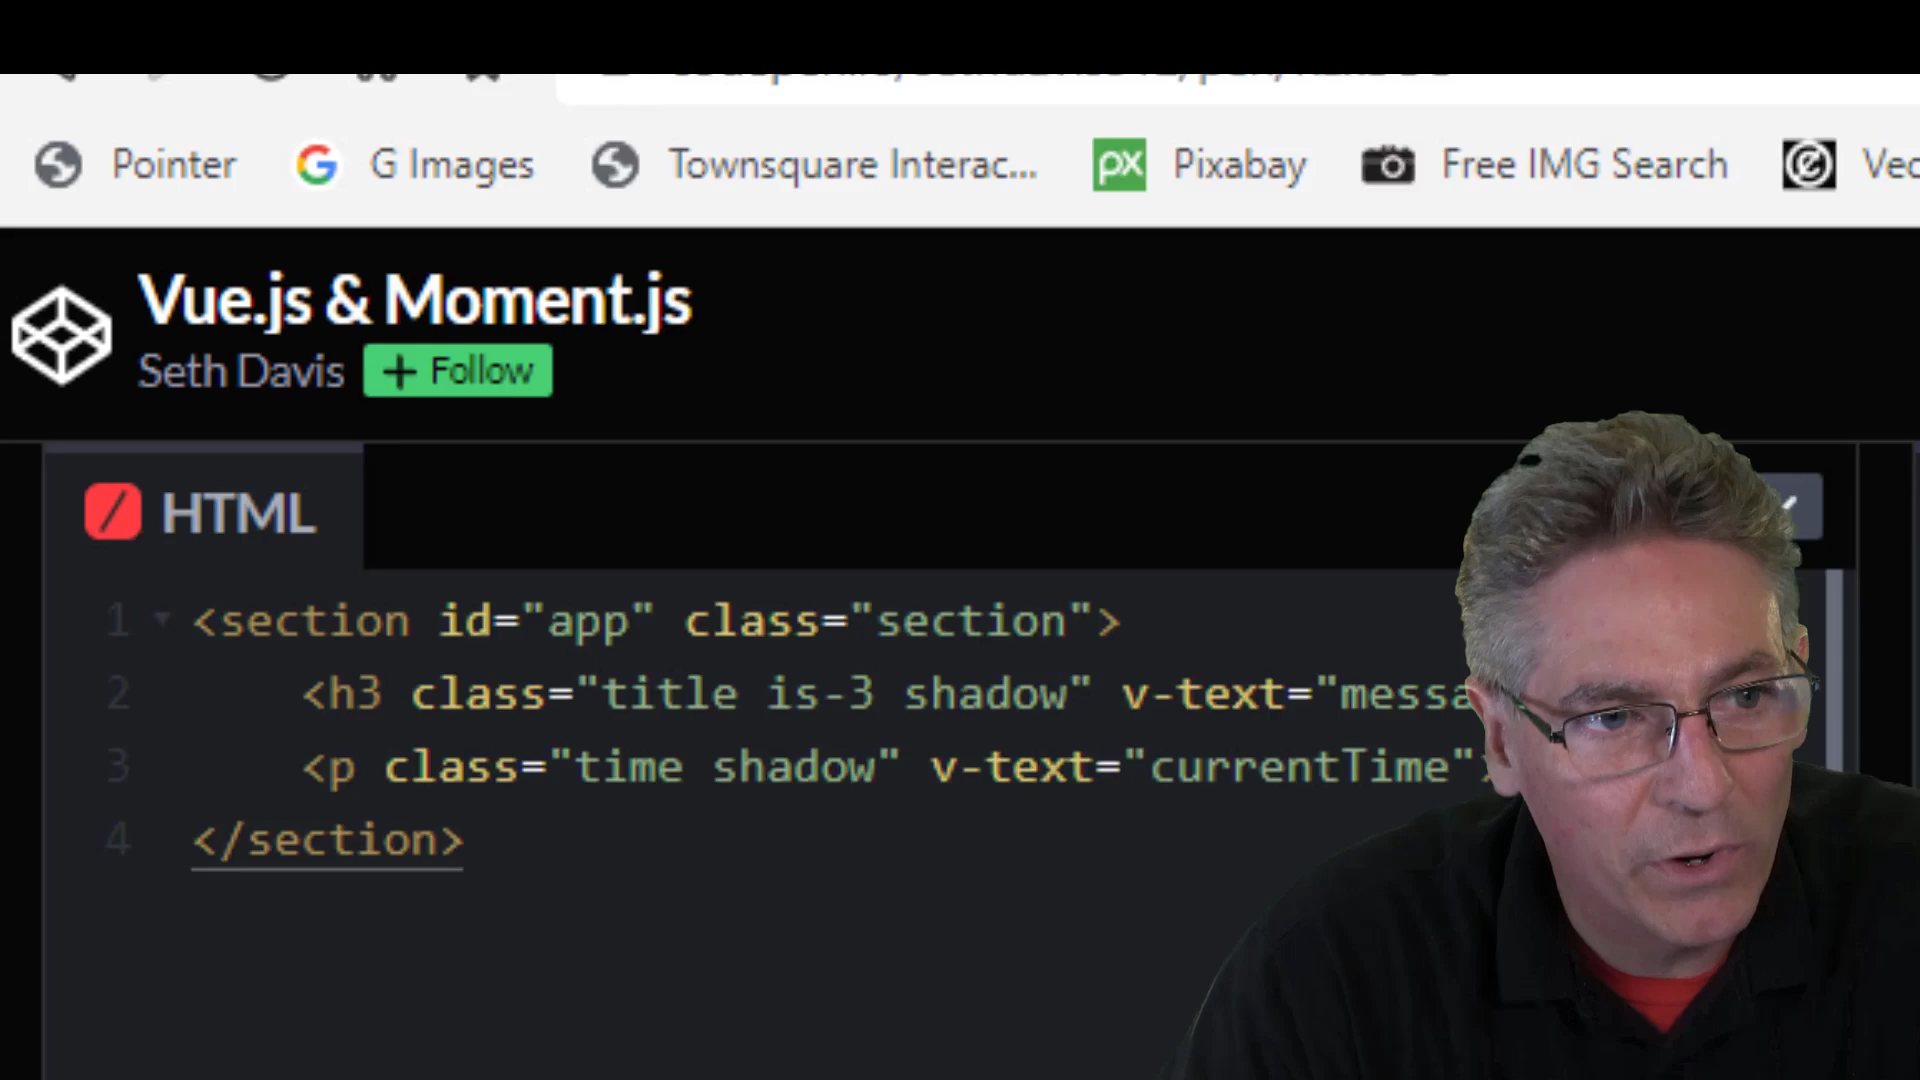 Pointer G Images Townsquare Interac... px Pixabay Free IMG Search
Vue.js & Moment.js
Seth Davis + Follow
/ HTML
1 <section id="app" class="section">
2 <h3 class="title is-3 shadow" v-text="messa
3 <p class="time shadow" v-text="currentTime">
4 </section>